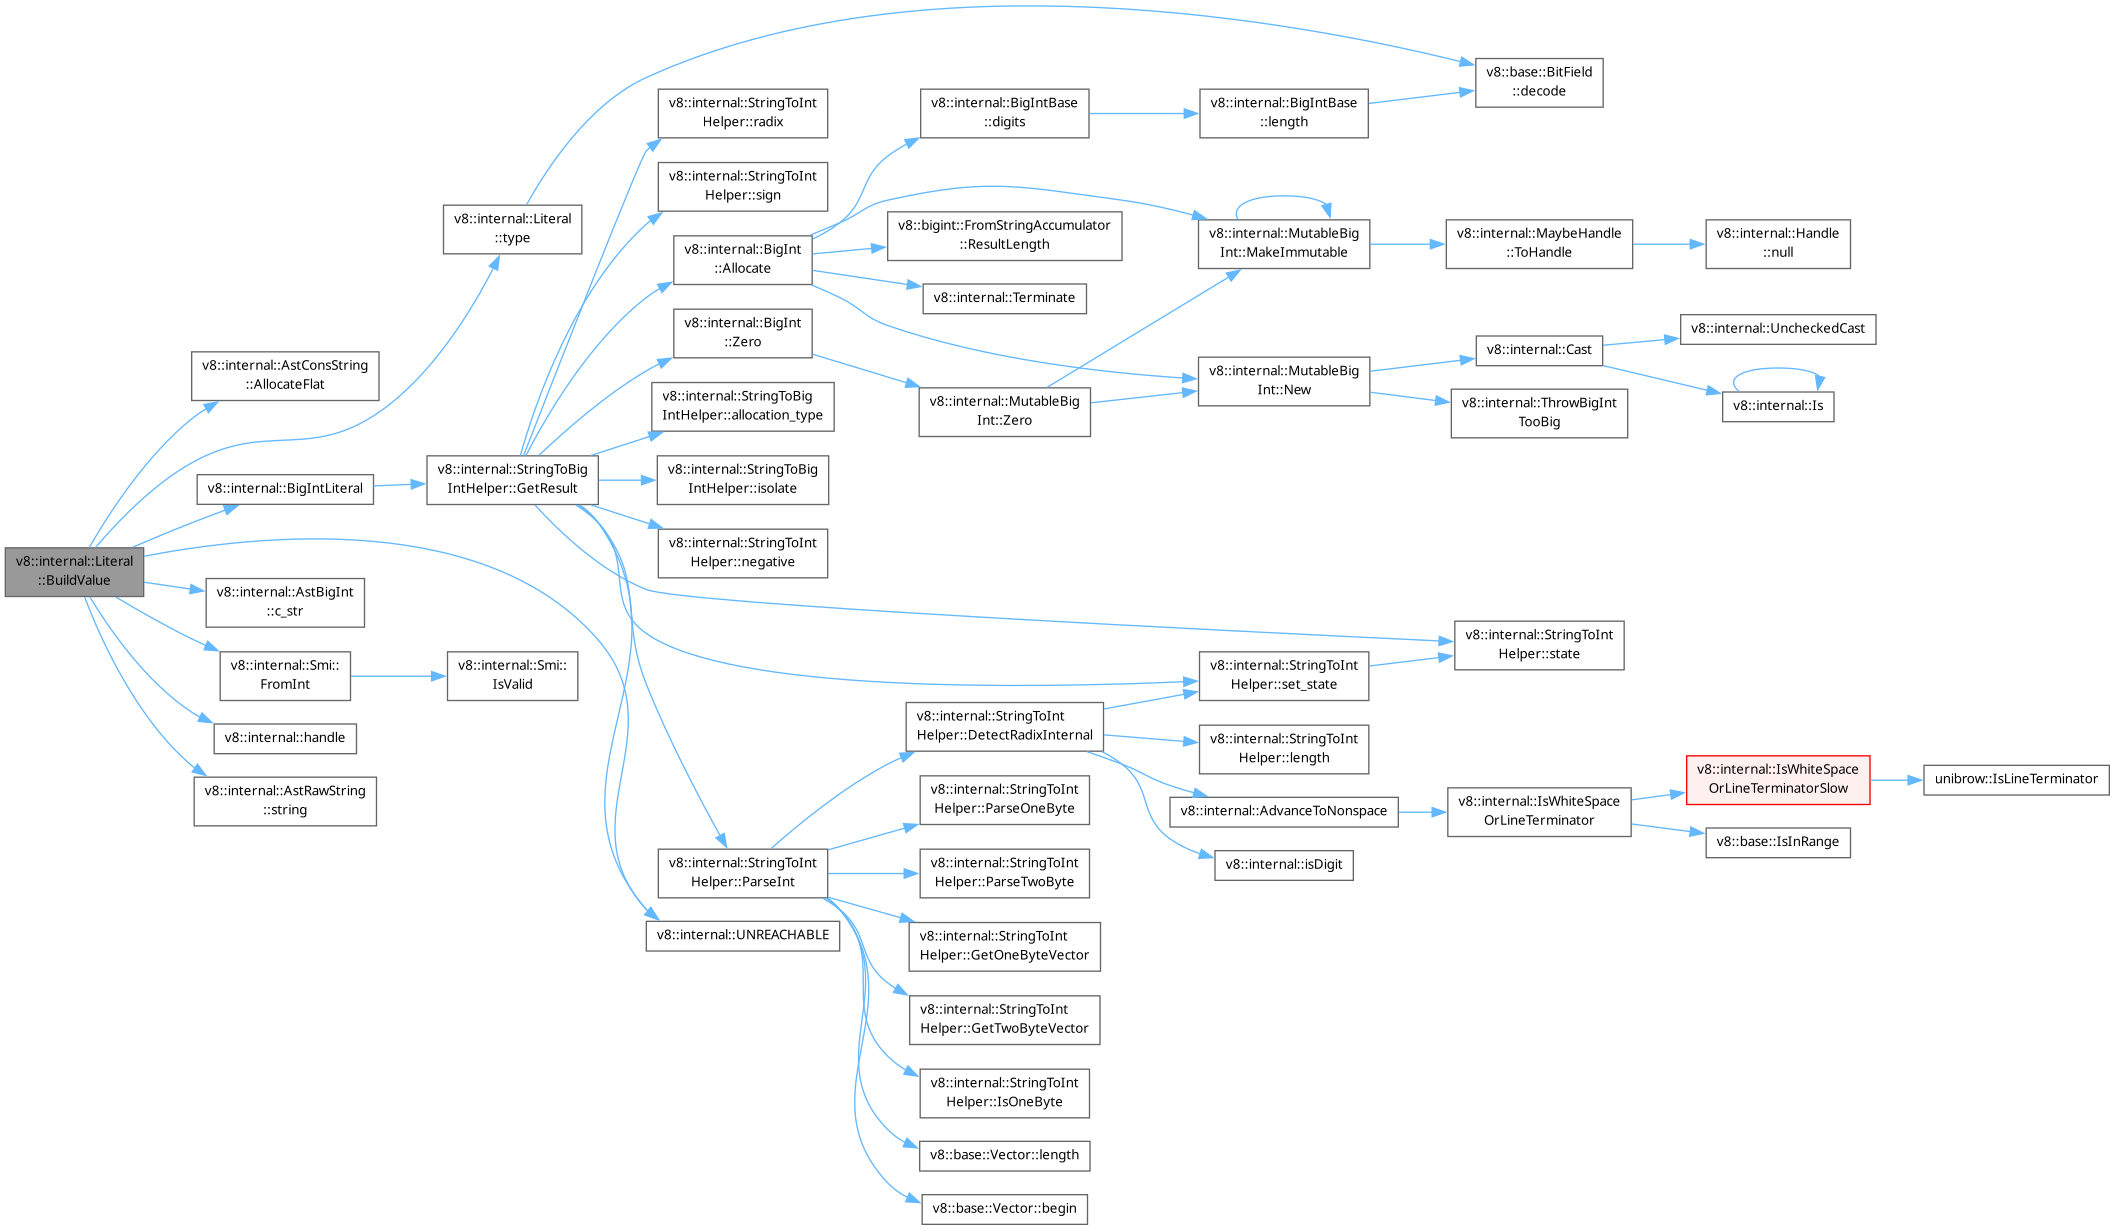 v8::internal::Literal
::BuildValue
v8::internal::AstConsString
::AllocateFlat
v8::internal::BigIntLiteral
v8::internal::AstBigInt
::c_str
v8::internal::Smi::
FromInt
v8::internal::handle
v8::internal::AstRawString
::string
v8::internal::Literal
::type
v8::internal::StringToBig
IntHelper::GetResult
v8::internal::Smi::
IsValid
v8::internal::StringToInt
Helper::radix
v8::internal::StringToInt
Helper::sign
v8::internal::BigInt
::Allocate
v8::internal::BigInt
::Zero
v8::internal::StringToBig
IntHelper::allocation_type
v8::internal::StringToBig
IntHelper::isolate
v8::internal::StringToInt
Helper::negative
v8::internal::StringToInt
Helper::ParseInt
v8::internal::UNREACHABLE
v8::internal::BigIntBase
::digits
v8::bigint::FromStringAccumulator
::ResultLength
v8::internal::Terminate
v8::internal::MutableBig
Int::Zero
v8::internal::StringToInt
Helper::DetectRadixInternal
v8::internal::StringToInt
Helper::ParseOneByte
v8::internal::StringToInt
Helper::ParseTwoByte
v8::internal::StringToInt
Helper::GetOneByteVector
v8::internal::StringToInt
Helper::GetTwoByteVector
v8::internal::StringToInt
Helper::IsOneByte
v8::base::Vector::length
v8::base::Vector::begin
v8::internal::BigIntBase
::length
v8::internal::MutableBig
Int::MakeImmutable
v8::internal::MutableBig
Int::New
v8::internal::StringToInt
Helper::set_state
v8::internal::StringToInt
Helper::length
v8::internal::AdvanceToNonspace
v8::internal::isDigit
v8::base::BitField
::decode
v8::internal::MaybeHandle
::ToHandle
v8::internal::Cast
v8::internal::ThrowBigInt
TooBig
v8::internal::StringToInt
Helper::state
v8::internal::IsWhiteSpace
OrLineTerminator
v8::internal::Handle
::null
v8::internal::UncheckedCast
v8::internal::Is
v8::internal::IsWhiteSpace
OrLineTerminatorSlow
v8::base::IsInRange
unibrow::IsLineTerminator